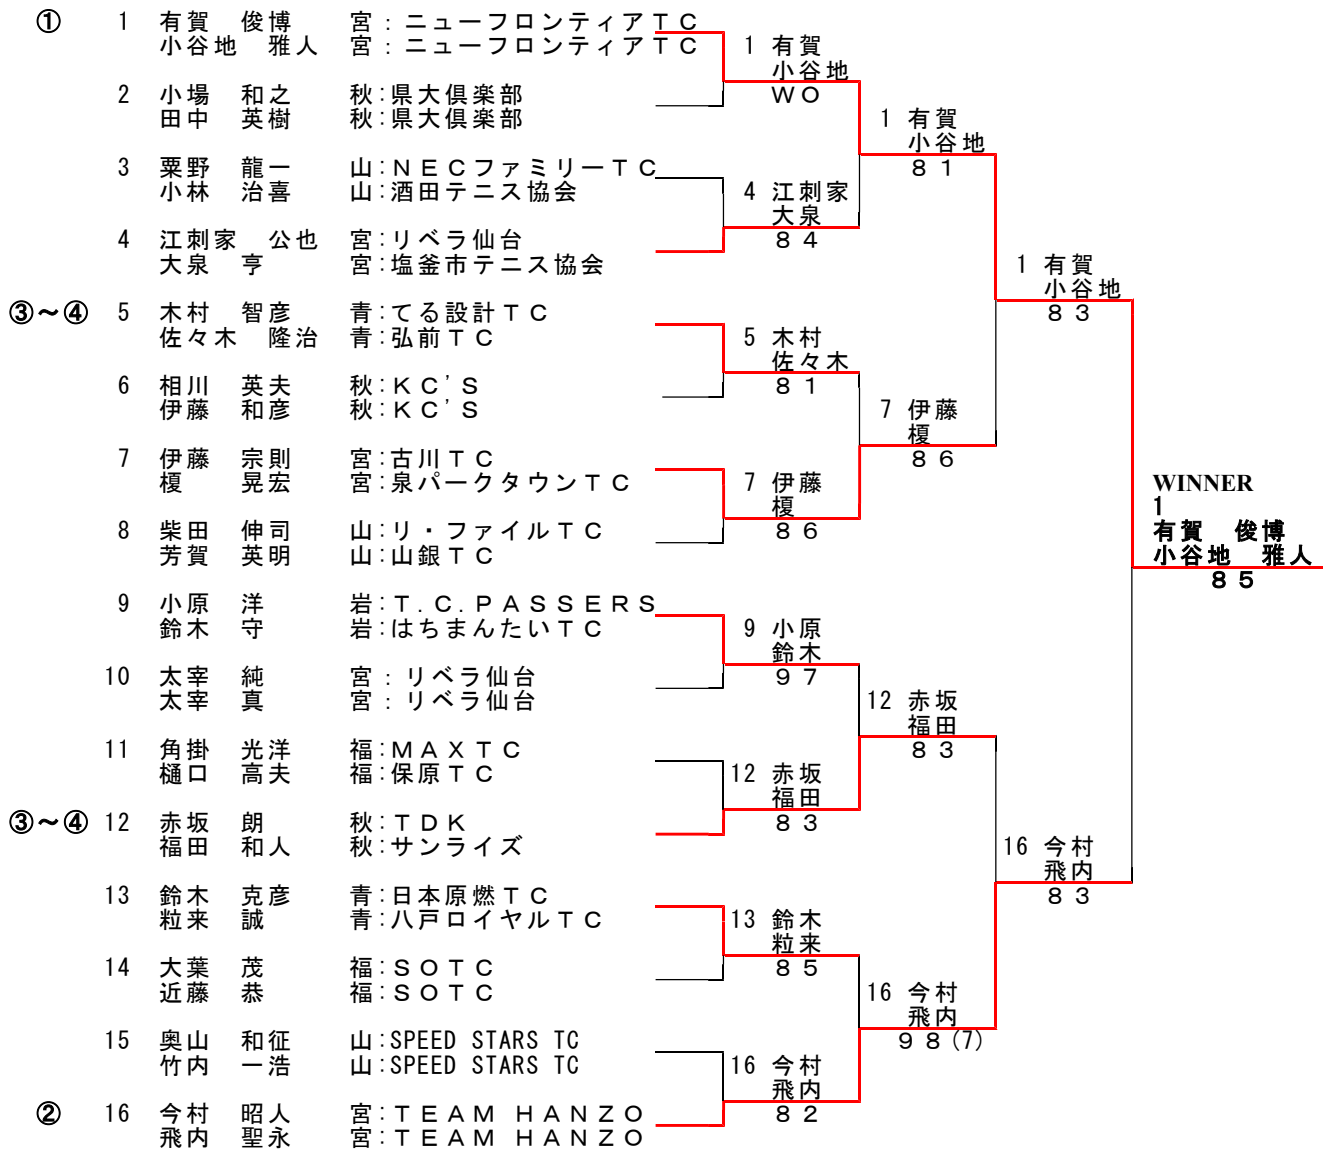 ① 1 有賀　俊博 宮：ニューフロンティアＴＣ
小谷地　雅人 宮：ニューフロンティアＴＣ
2 小場　和之 秋:県大倶楽部
田中　英樹 秋:県大倶楽部
3 粟野　龍一 山:ＮＥＣファミリーＴＣ
小林　治喜 山:酒田テニス協会
4 江刺家　公也 宮:リベラ仙台
大泉　亨 宮:塩釜市テニス協会
③～④ 5 木村　智彦 青:てる設計ＴＣ
佐々木　隆治 青:弘前ＴＣ
6 相川　英夫 秋:ＫＣ'Ｓ
伊藤　和彦 秋:ＫＣ'Ｓ
7 伊藤　宗則 宮:古川ＴＣ
榎　晃宏 宮:泉パークタウンＴＣ
8 柴田　伸司 山:リ・ファイルＴＣ
芳賀　英明 山:山銀ＴＣ
9 小原　洋 岩:Ｔ.Ｃ.ＰＡＳＳＥＲＳ
鈴木　守 岩:はちまんたいＴＣ
10 太宰　純 宮：リベラ仙台
太宰　真 宮：リベラ仙台
11 角掛　光洋 福:ＭＡＸＴＣ
樋口　高夫 福:保原ＴＣ
③～④ 12 赤坂　朗 秋:ＴＤＫ
福田　和人 秋:サンライズ
13 鈴木　克彦 青:日本原燃ＴＣ
粒来　誠 青:八戸ロイヤルＴＣ
14 大葉　茂 福:ＳＯＴＣ
近藤　恭 福:ＳＯＴＣ
15 奥山　和征 山:SPEED STARS TC
竹内　一浩 山:SPEED STARS TC
② 16 今村　昭人 宮:ＴＥＡＭ ＨＡＮＺＯ
飛内　聖永 宮:ＴＥＡＭ ＨＡＮＺＯ
1 有賀
小谷地
ＷＯ
4 江刺家
大泉
８４
5 木村
佐々木
８１
7 伊藤
榎
８６
9 小原
鈴木
９７
12 赤坂
福田
８３
13 鈴木
粒来
８５
16 今村
飛内
８２
1 有賀
小谷地
８１
7 伊藤
榎
８６
12 赤坂
福田
８３
16 今村
飛内
９８(7)
1 有賀
小谷地
８３
16 今村
飛内
８３
WINNER
1
有賀　俊博
小谷地　雅人
８５